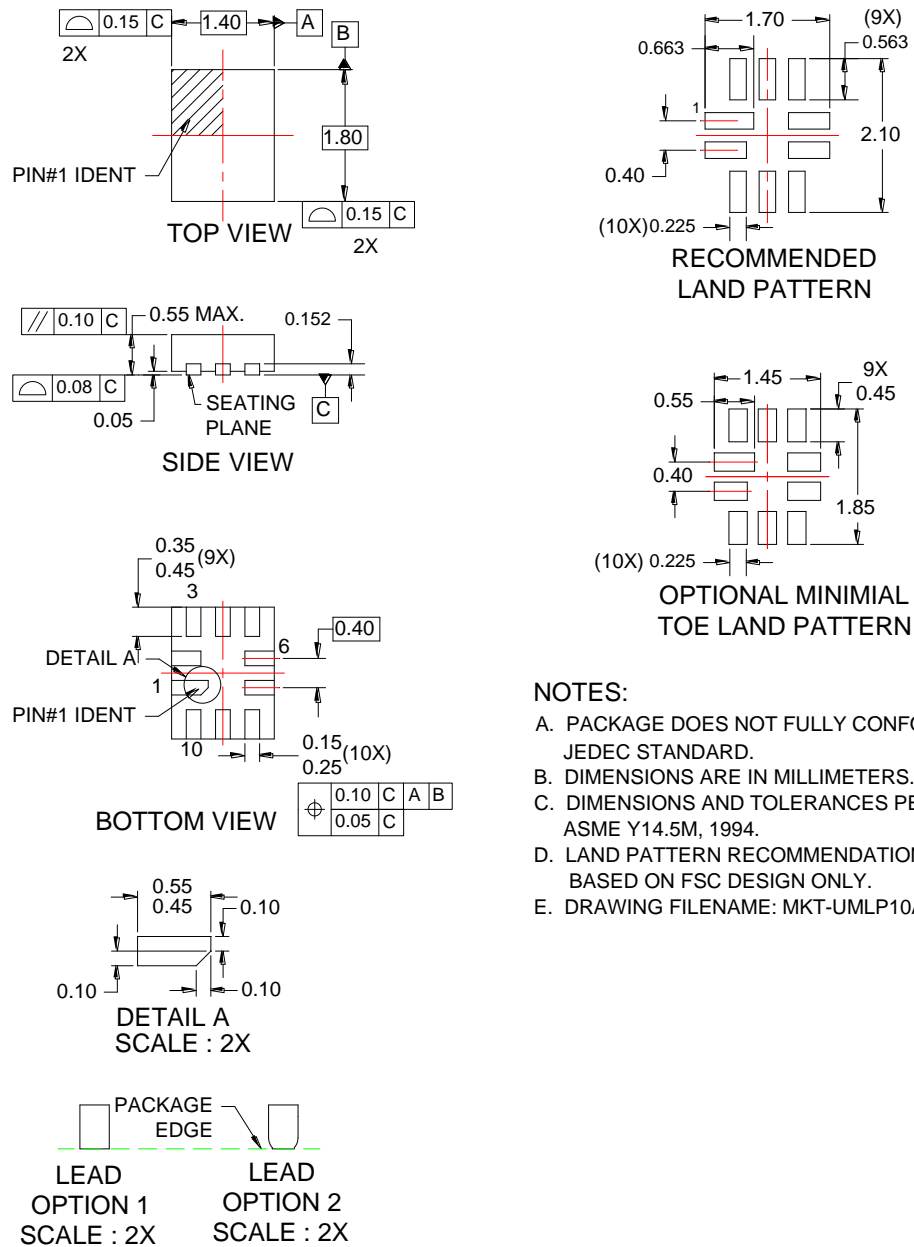 0.15 C
2X
1.40
A
B
1.80
PIN#1 IDENT
0.15 C
2X
TOP VIEW
// 0.10 C
0.55 MAX.
0.152
0.08 C
0.05
SEATING
PLANE
C
SIDE VIEW
0.35
0.45
(9X)
3
0.40
DETAIL A
6
1
PIN#1 IDENT
10
0.15
0.25
(10X)
0.10 C A B
0.05 C
BOTTOM VIEW
0.55
0.45
0.10
0.10
0.10
DETAIL A
SCALE : 2X
PACKAGE
EDGE
LEAD
OPTION 1
SCALE : 2X
LEAD
OPTION 2
SCALE : 2X
1.70
(9X)
0.663
0.563
1
2.10
0.40
(10X) 0.225
RECOMMENDED
LAND PATTERN
1.45
9X
0.45
0.55
0.40
1.85
(10X) 0.225
OPTIONAL MINIMIAL
TOE LAND PATTERN
NOTES:
A. PACKAGE DOES NOT FULLY
JEDEC STANDARD.
B. DIMENSIONS ARE IN MILLIMETERS.
C. DIMENSIONS AND TOLERANCES
ASME Y14.5M, 1994.
D. LAND PATTERN
BASED ON FSC DESIGN ONLY.
E. DRAWING FILENAME: